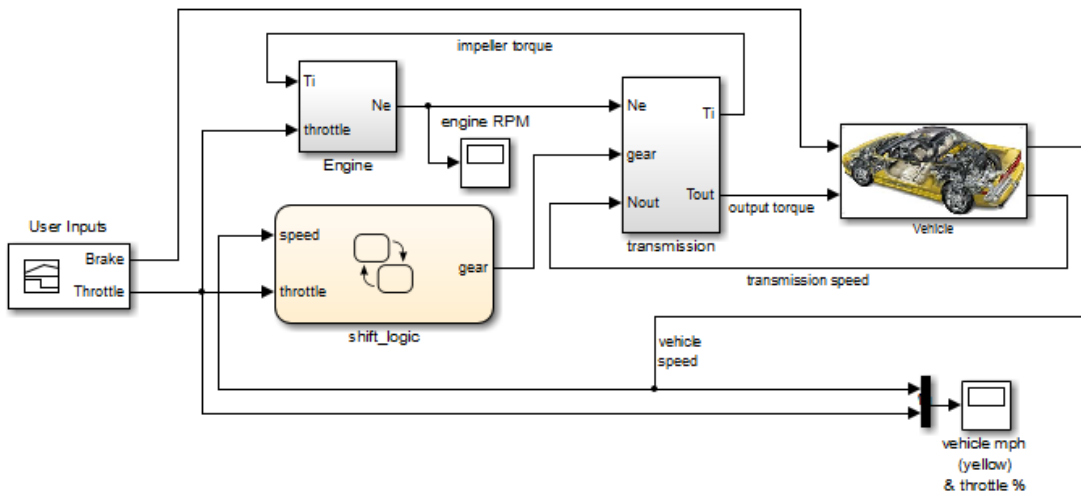 impeller torque
Ti
Ne
throttle
Engine
engine RPM
Ne
Ti
gear
Nout
Tout
transmission
output torque
Vehicle
transmission speed
User Inputs
Brake
Throttle
speed
gear
throttle
shift_logic
vehicle
speed
vehicle mph
(yellow)
& throttle %